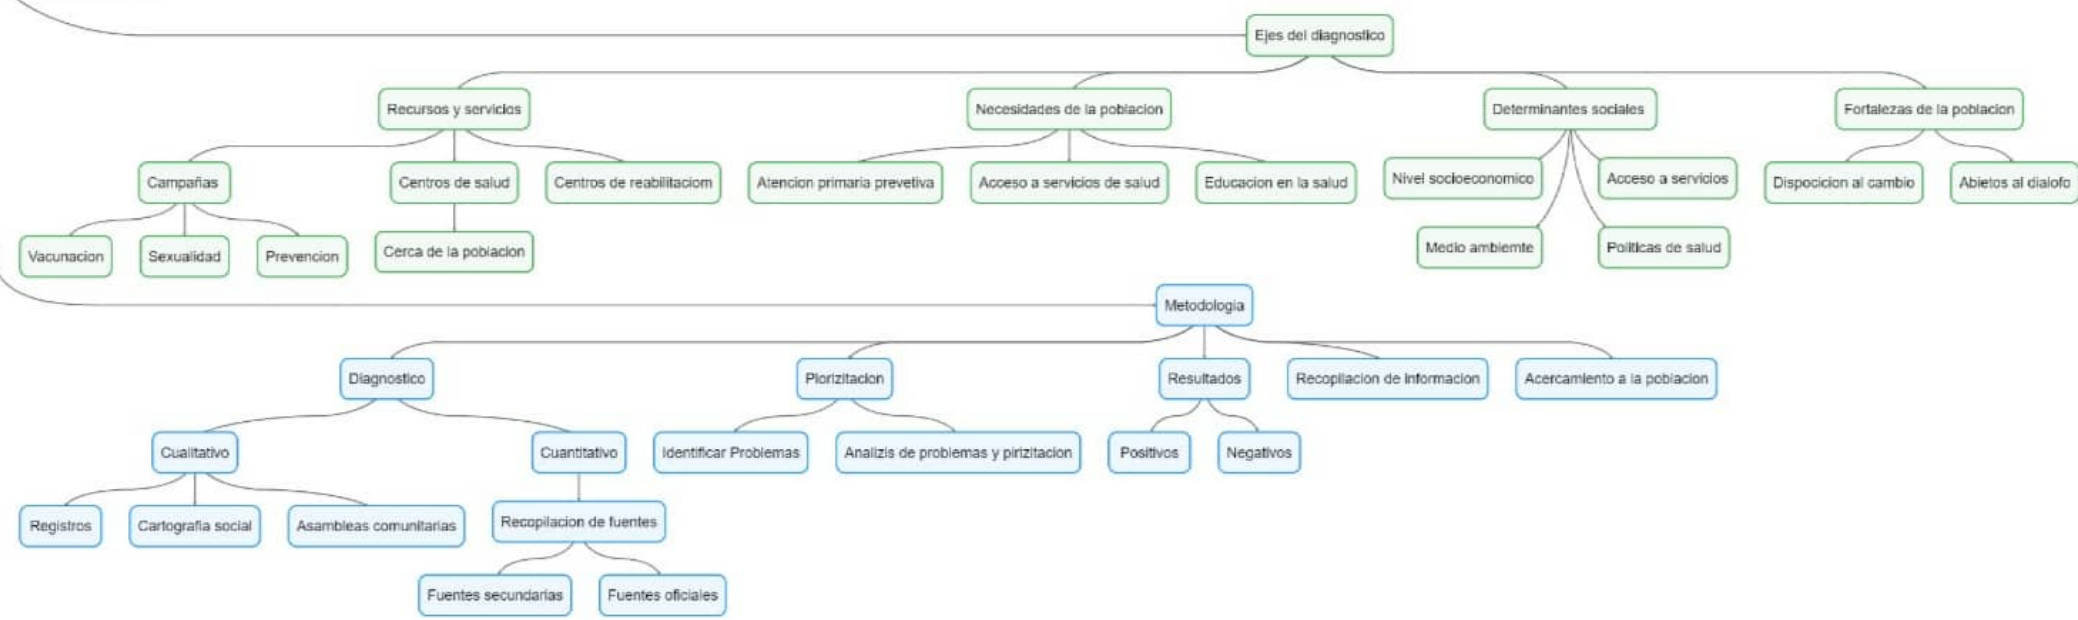 Ejes del diagnostico
Recursos y servicios
Necesidades de la poblacion
Determinantes sociales
Fortalezas de la poblacion
Campañas
Centros de salud
Centros de reabilitaciom
Atencion primaria prevetiva
Acceso a servicios de salud
Educacion en la salud
Nivel socioeconomico
Acceso a servicios
Dispocicion al cambio
Abietos al dialofo
Vacunacion
Sexualidad
Prevencion
Cerca de la poblacion
Medio ambiemte
Politicas de salud
Metodologia
Diagnostico
Piorizitacion
Resultados
Recopilacion de informacion
Acercamiento a la poblacion
Cualitativo
Cuantitativo
Identificar Problemas
Analizis de problemas y pirizitacion
Positivos
Negativos
Registros
Cartografia social
Asambleas comunitarias
Recopilacion de fuentes
Fuentes secundarias
Fuentes oficiales